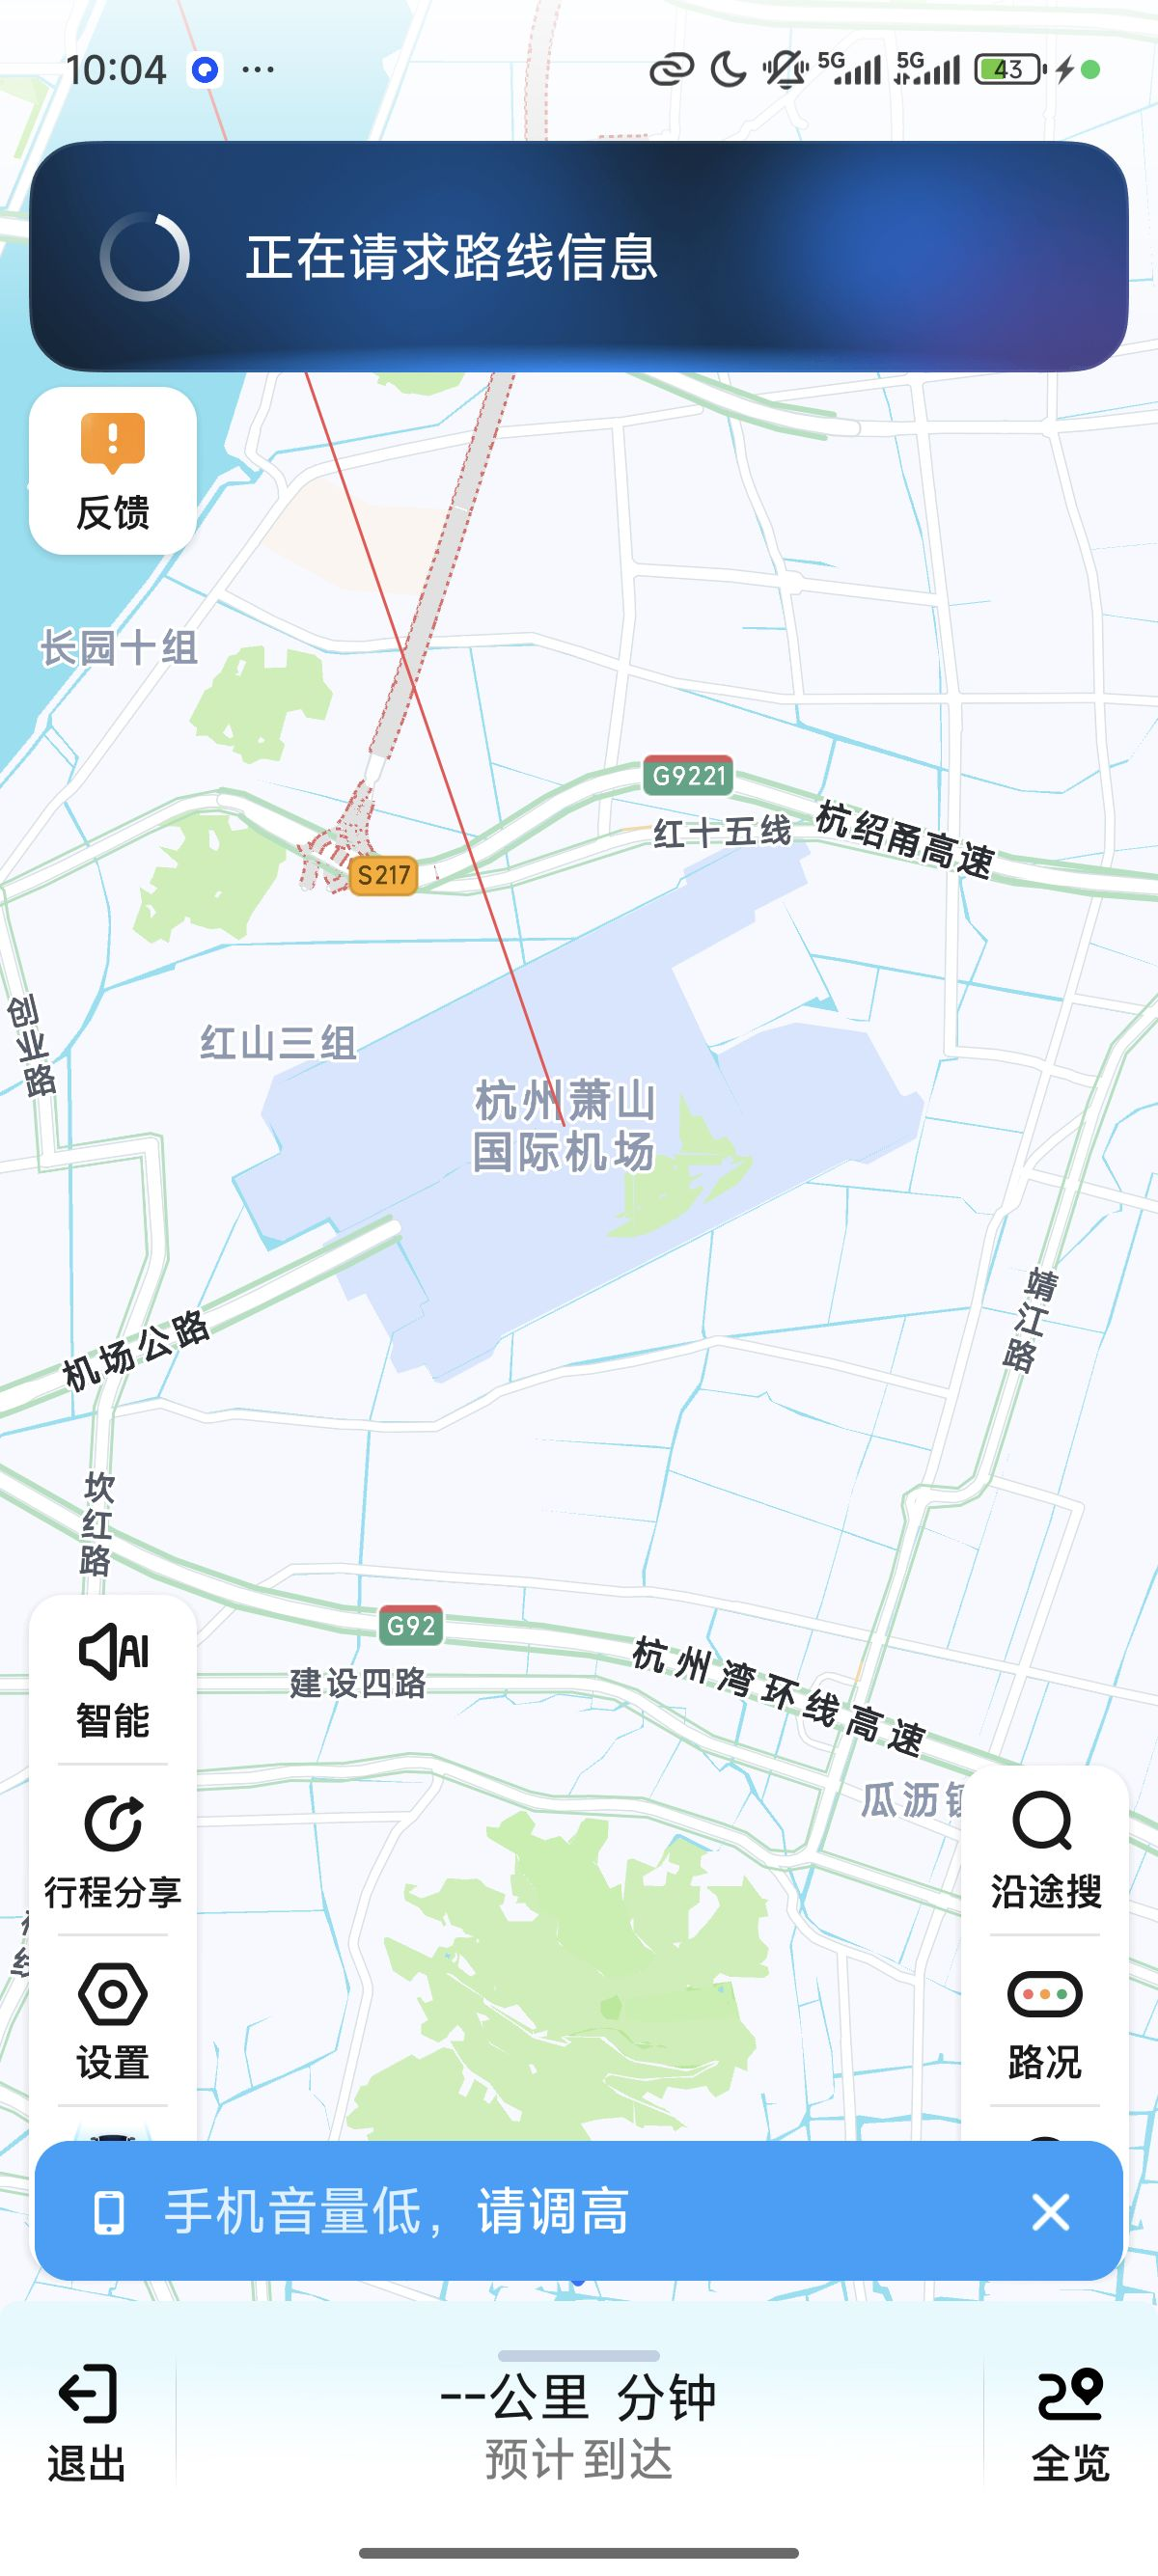 10:04 ...
5G 5G 43
正在请求路线信息
反馈
长园十组
G9221
红十五线
杭绍甬高速
S217
创业路
红山三组
杭州萧山
国际机场
机场公路
靖江路
坎红路
G92
建设四路
杭州湾环线高速
瓜沥
AI
智能
行程分享
设置
沿途搜
路况
手机音量低，请调高
--公里 分钟
预计到达
退出
全览